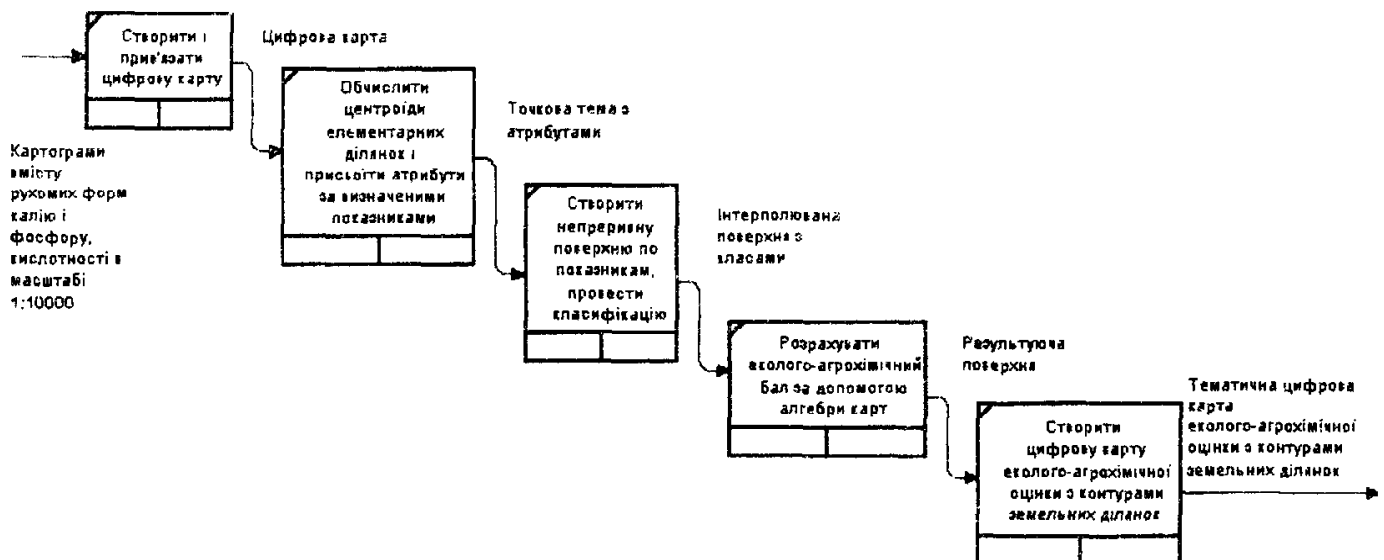 Створити і
прив'язати
цифрову карту
Цифрова карта
Картограми
вмісту
рухомих форм
калію і
фосфору,
кислотності в
масштабі
1:10000
Обчислити
центроїди
елементарних
ділянок і
присвоїти атрибути
за визначеними
показниками
Точкова тема з
атрибутами
Створити
непреривну
поверхню по
показникам,
провести
класифікацію
Інтерполювана
поверхня з
класами
Розрахувати
еколого-агрохімічний
бал за допомогою
алгебри карт
Результуюча
поверхня
Створити
цифрову карту
еколого-агрохімічної
оцінки з контурами
земельних ділянок
Тематична цифрова
карта
еколого-агрохімічної
оцінки з контурами
земельних ділянок